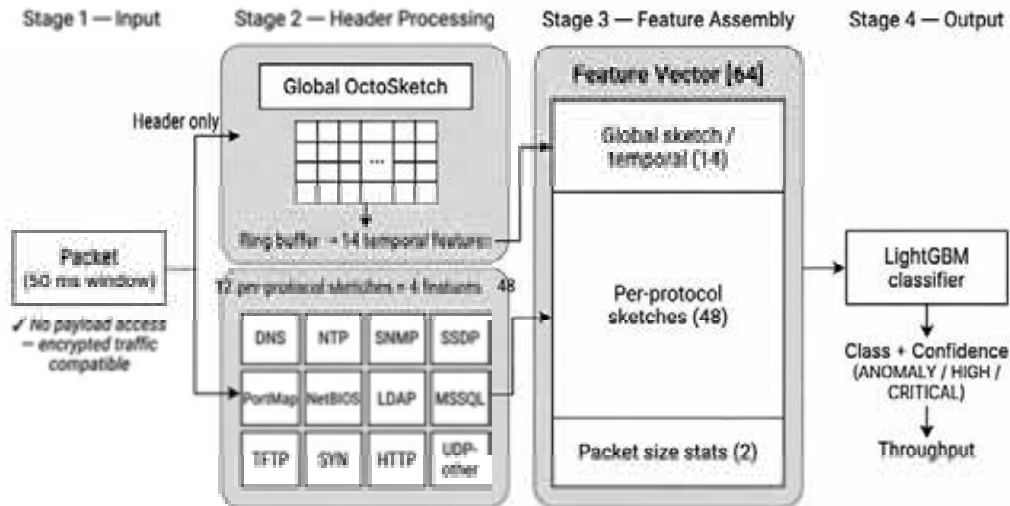 Stage 1 — Input
Stage 2 — Header Processing
Stage 3 — Feature Assembly
Stage 4 — Output
Header only
Packet
(50 ms window)
✓ No payload access
– encrypted traffic
compatible
Global OctoSketch
...
Ring buffer → 14 temporal features
12 per-protocol sketches × 4 features 48
DNS
NTP
SNMP
SSDP
PortMap
NetBIOS
LDAP
MSSQL
TFTP
SYN
HTTP
UDP-
other
Feature Vector [64]
Global sketch /
temporal (14)
Per-protocol
sketches (48)
Packet size stats (2)
LightGBM
classifier
Class + Confidence
(ANOMALY / HIGH /
CRITICAL)
Throughput